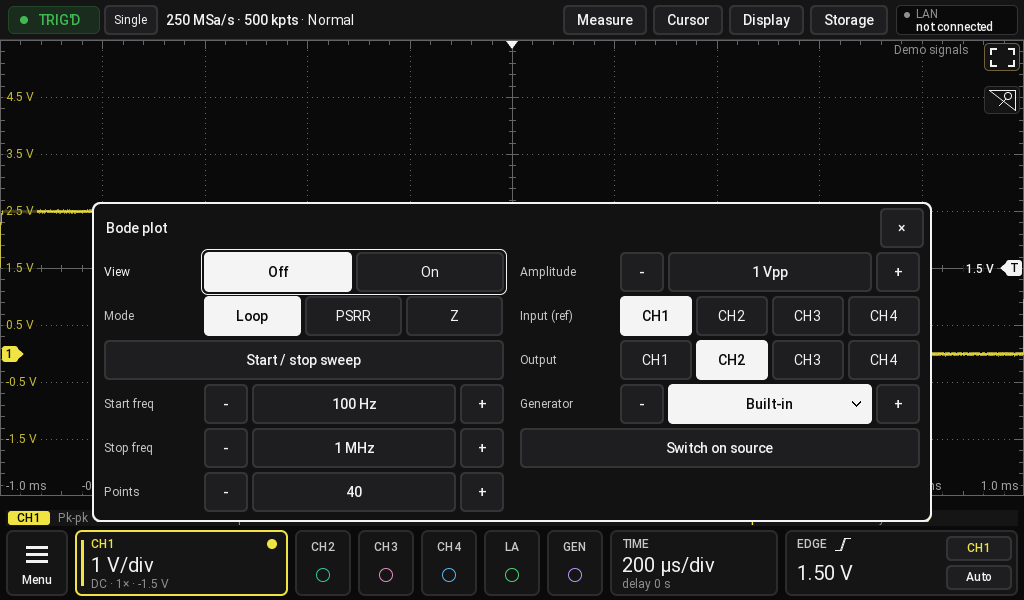 TRIG'D
Single
250 MSa/s · 500 kpts · Normal
Measure
Cursor
Display
Storage
LAN
not connected
Demo signals
4.5 V
3.5 V
2.5 V
1.5 V
1.5 V
T
0.5 V
1
-0.5 V
-1.5 V
-1.0 ms
1.0 ms
Bode plot
×
View
Off
On
Amplitude
-
1 Vpp
+
Mode
Loop
PSRR
Z
Input (ref)
CH1
CH2
CH3
CH4
Start / stop sweep
Output
CH1
CH2
CH3
CH4
Start freq
-
100 Hz
+
Generator
-
Built-in
+
Stop freq
-
1 MHz
+
Switch on source
Points
-
40
+
CH1
Pk-pk
Menu
CH1
1 V/div
DC · 1× · -1.5 V
CH2
CH3
CH4
LA
GEN
TIME
200 µs/div
delay 0 s
EDGE
1.50 V
CH1
Auto